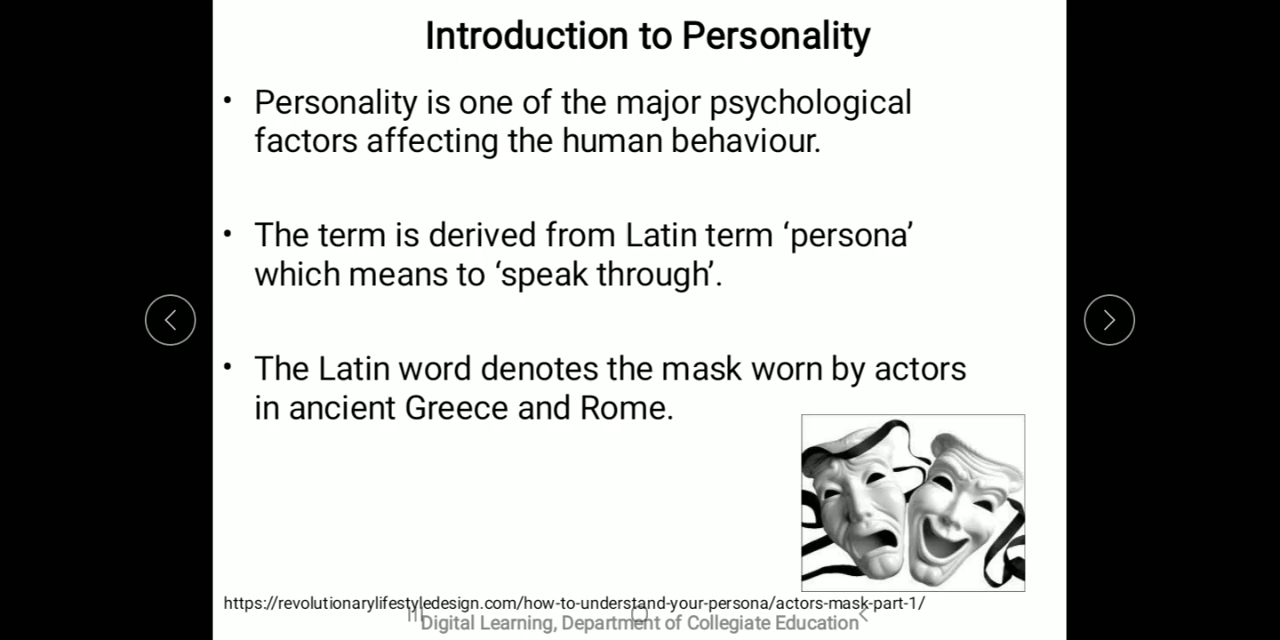 Introduction to Personality
• Personality is one of the major psychological
factors affecting the human behaviour.
• The term is derived from Latin term ‘persona’
which means to ‘speak through’.
• The Latin word denotes the mask worn by actors
in ancient Greece and Rome.
https://revolutionarylifestyledesign.com/how-to-understand-your-persona/actors-mask-part-1/
Digital Learning, Department of Collegiate Education